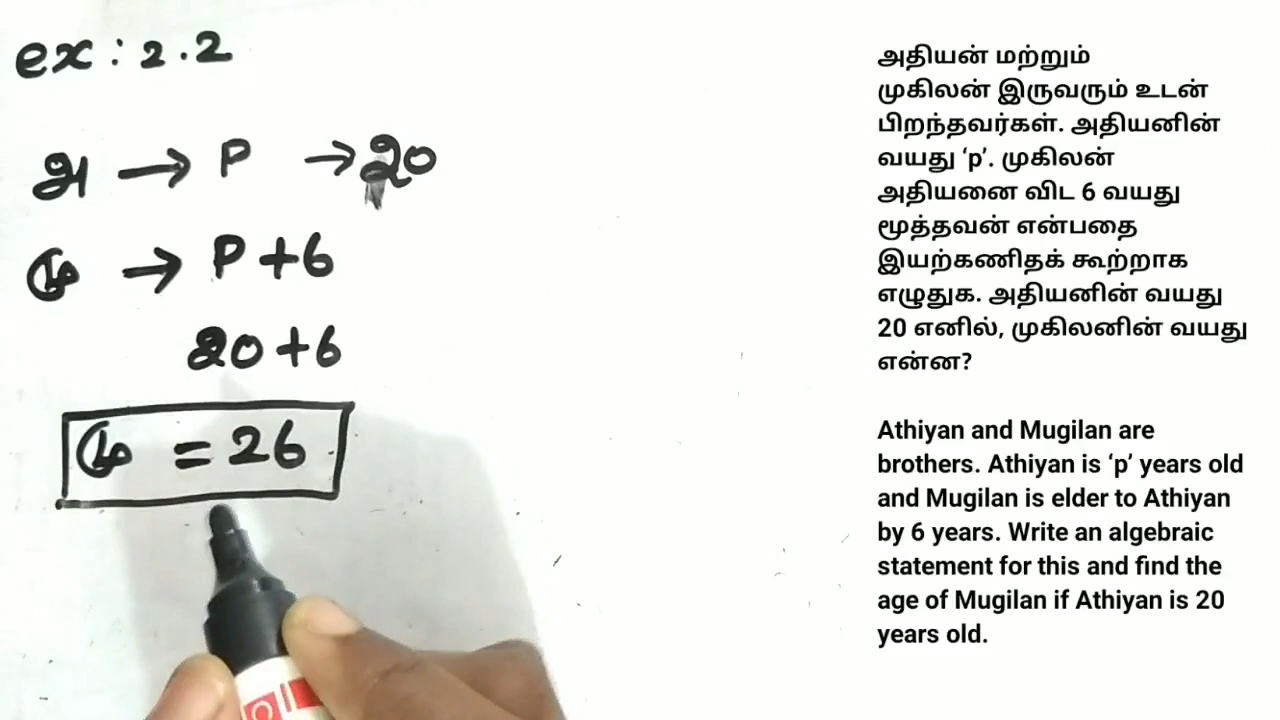 ex: 2.2
அ → P → 20
மு → P + 6
20 + 6
மு = 26
அதியன் மற்றும்
முகிலன் இருவரும் உடன்
பிறந்தவர்கள். அதியனின்
வயது ‘p’. முகிலன்
அதியனை விட 6 வயது
மூத்தவன் என்பதை
இயற்கணிதக் கூற்றாக
எழுதுக. அதியனின் வயது
20 எனில், முகிலனின் வயது
என்ன?
Athiyan and Mugilan are
brothers. Athiyan is ‘p’ years old
and Mugilan is elder to Athiyan
by 6 years. Write an algebraic
statement for this and find the
age of Mugilan if Athiyan is 20
years old.